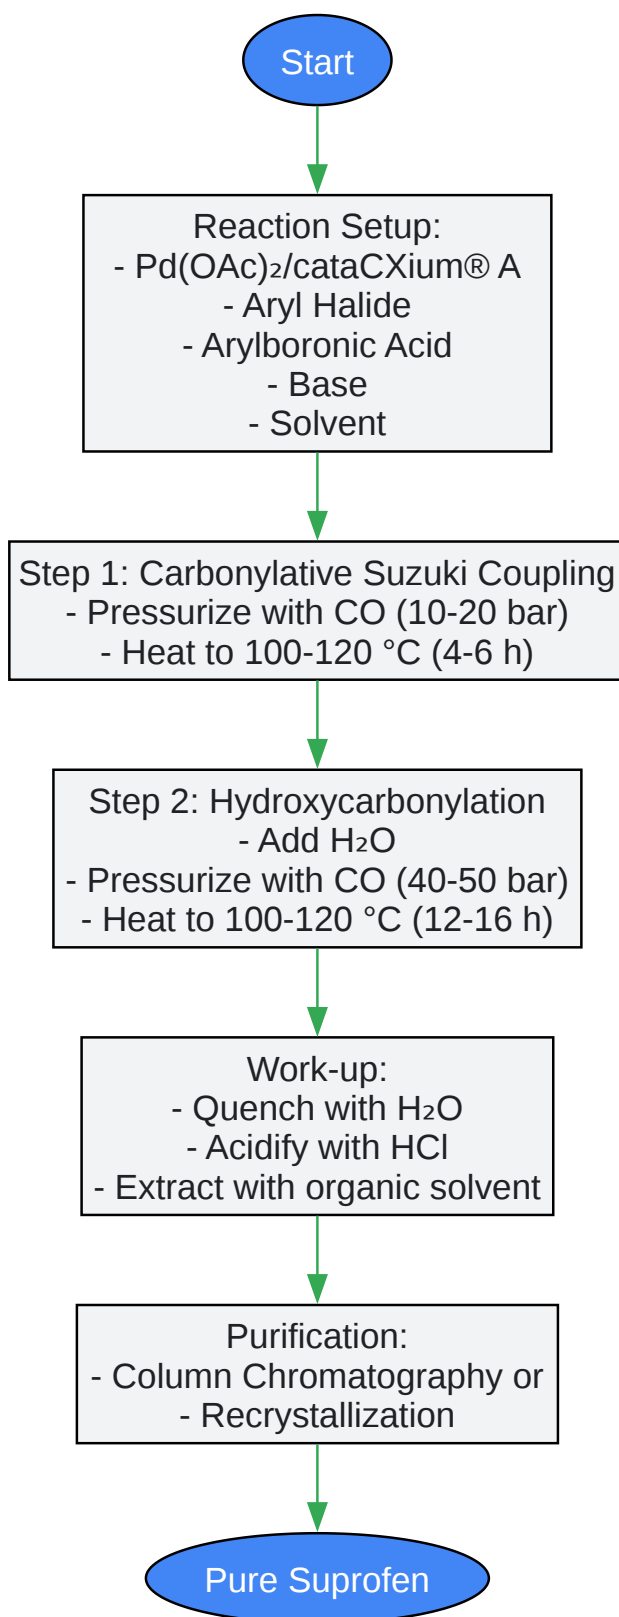 Start
Reaction Setup:
- Pd(OAc)₂/cataCXium® A
- Aryl Halide
- Arylboronic Acid
- Base
- Solvent
Step 1: Carbonylative Suzuki Coupling
- Pressurize with CO (10-20 bar)
- Heat to 100-120 °C (4-6 h)
Step 2: Hydroxycarbonylation
- Add H₂O
- Pressurize with CO (40-50 bar)
- Heat to 100-120 °C (12-16 h)
Work-up:
- Quench with H₂O
- Acidify with HCl
- Extract with organic solvent
Purification:
- Column Chromatography or
- Recrystallization
Pure Suprofen